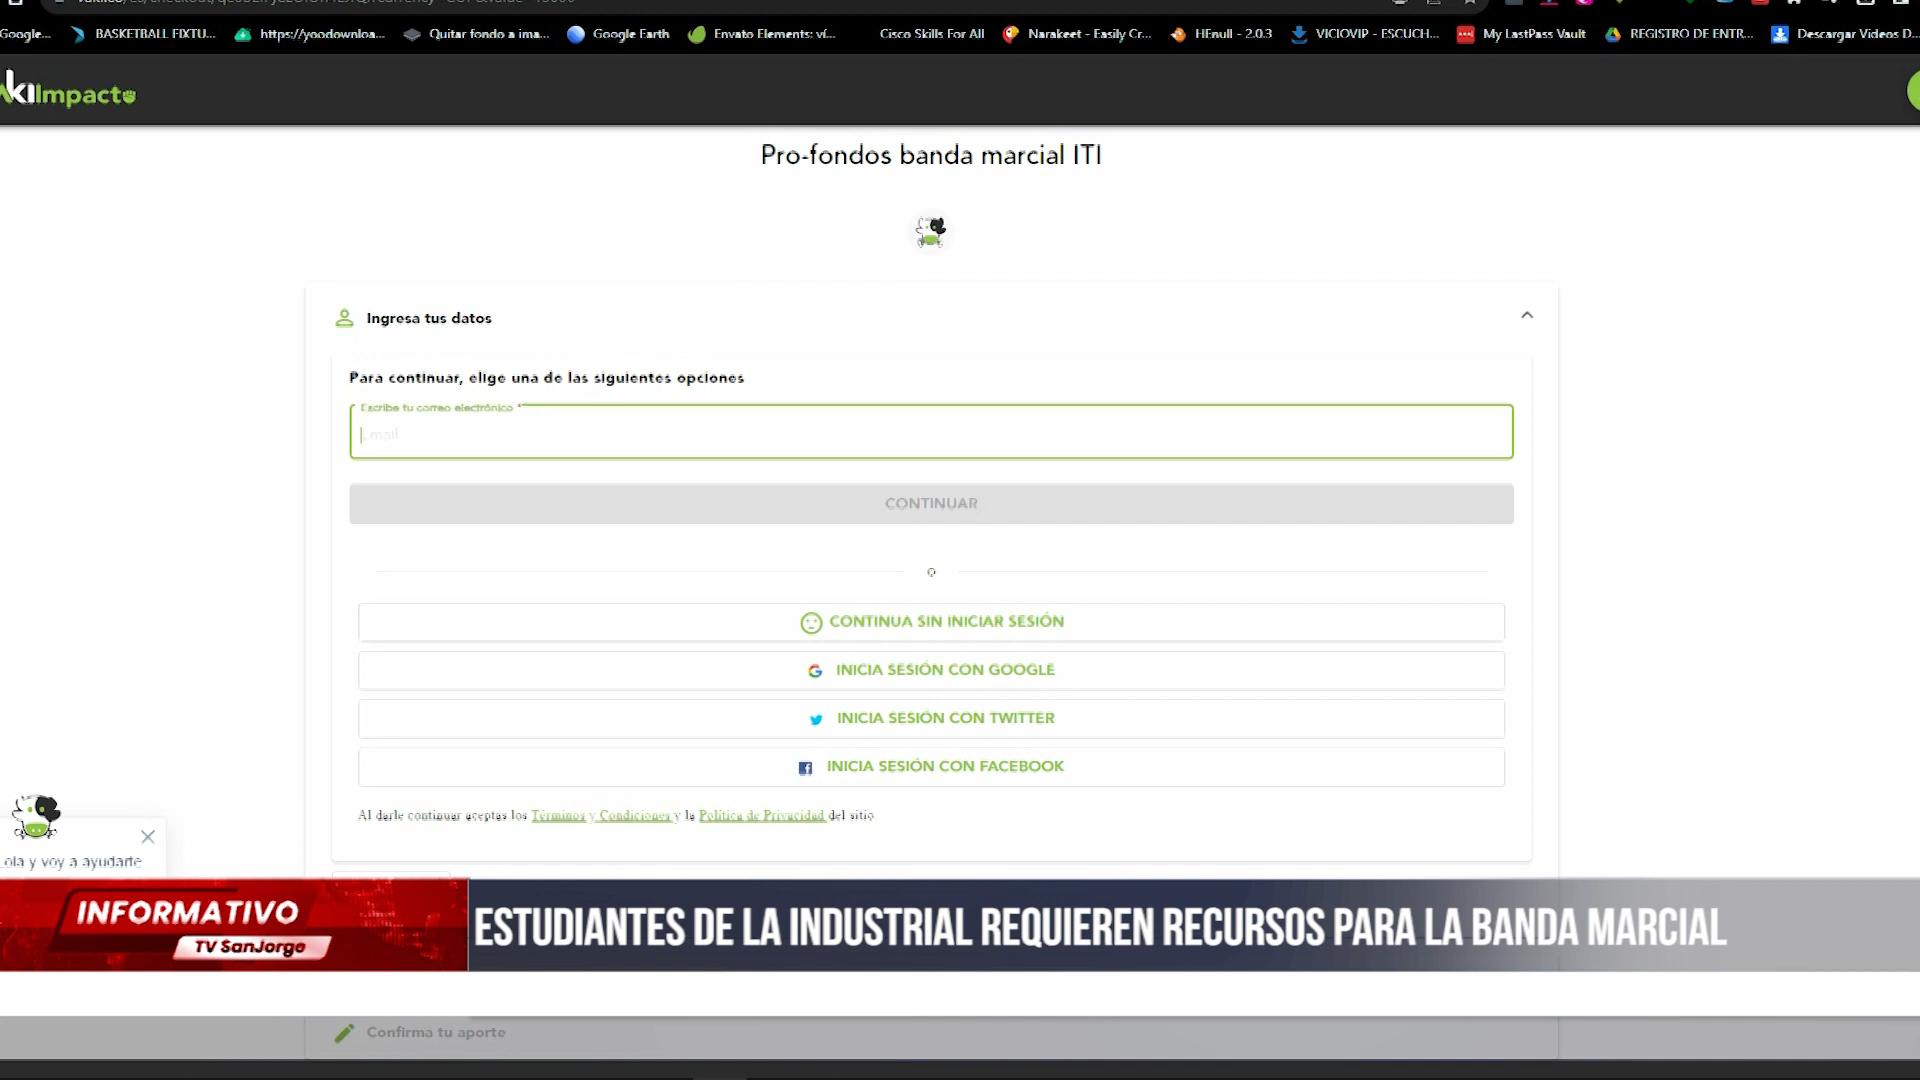 Google...
BASKETBALL FIXTU...
https://yoodownloa...
Quitar fondo a ima...
Google Earth
Envato Elements: ví...
Cisco Skills For All
Narakeet - Easily Cr...
HEnull - 2.0.3
VICIOVIP - ESCUCH...
My LastPass Vault
REGISTRO DE ENTR...
Descargar Videos D...
kiImpacto
Pro-fondos banda marcial ITI
Ingresa tus datos
Para continuar, elige una de las siguientes opciones
Escribe tu correo electrónico *
CONTINUAR
o
CONTINUA SIN INICIAR SESIÓN
INICIA SESIÓN CON GOOGLE
INICIA SESIÓN CON TWITTER
INICIA SESIÓN CON FACEBOOK
Al darle continuar aceptas los Términos y Condiciones y la Política de Privacidad del sitio
ola y voy a ayudarte
INFORMATIVO
TV SanJorge
ESTUDIANTES DE LA INDUSTRIAL REQUIEREN RECURSOS PARA LA BANDA MARCIAL
Confirma tu aporte